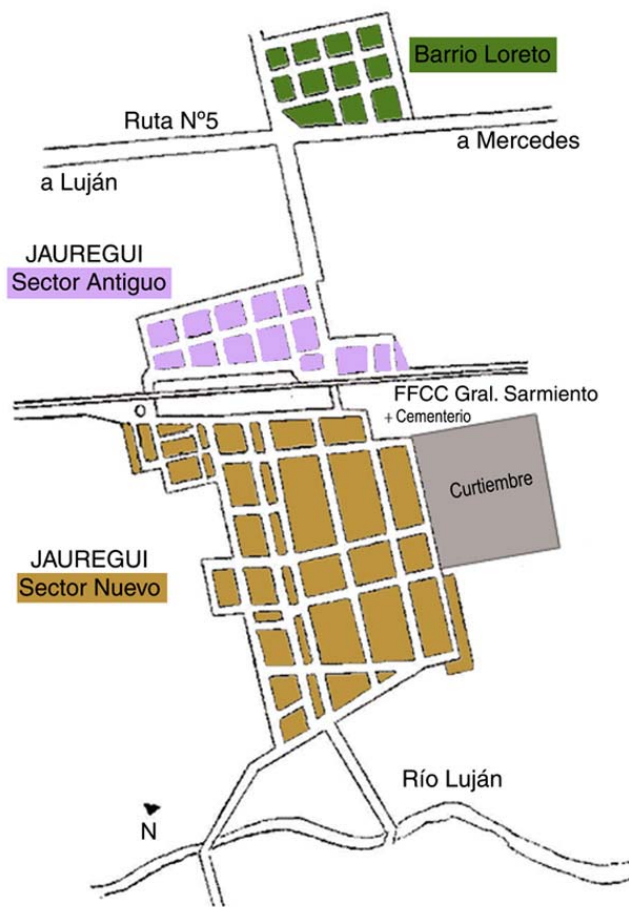 Barrio Loreto
Ruta Nº5
a Mercedes
a Luján
JAUREGUI
Sector Antiguo
FFCC Gral. Sarmiento
+ Cementerio
Curtiembre
JAUREGUI
Sector Nuevo
Río Luján
N